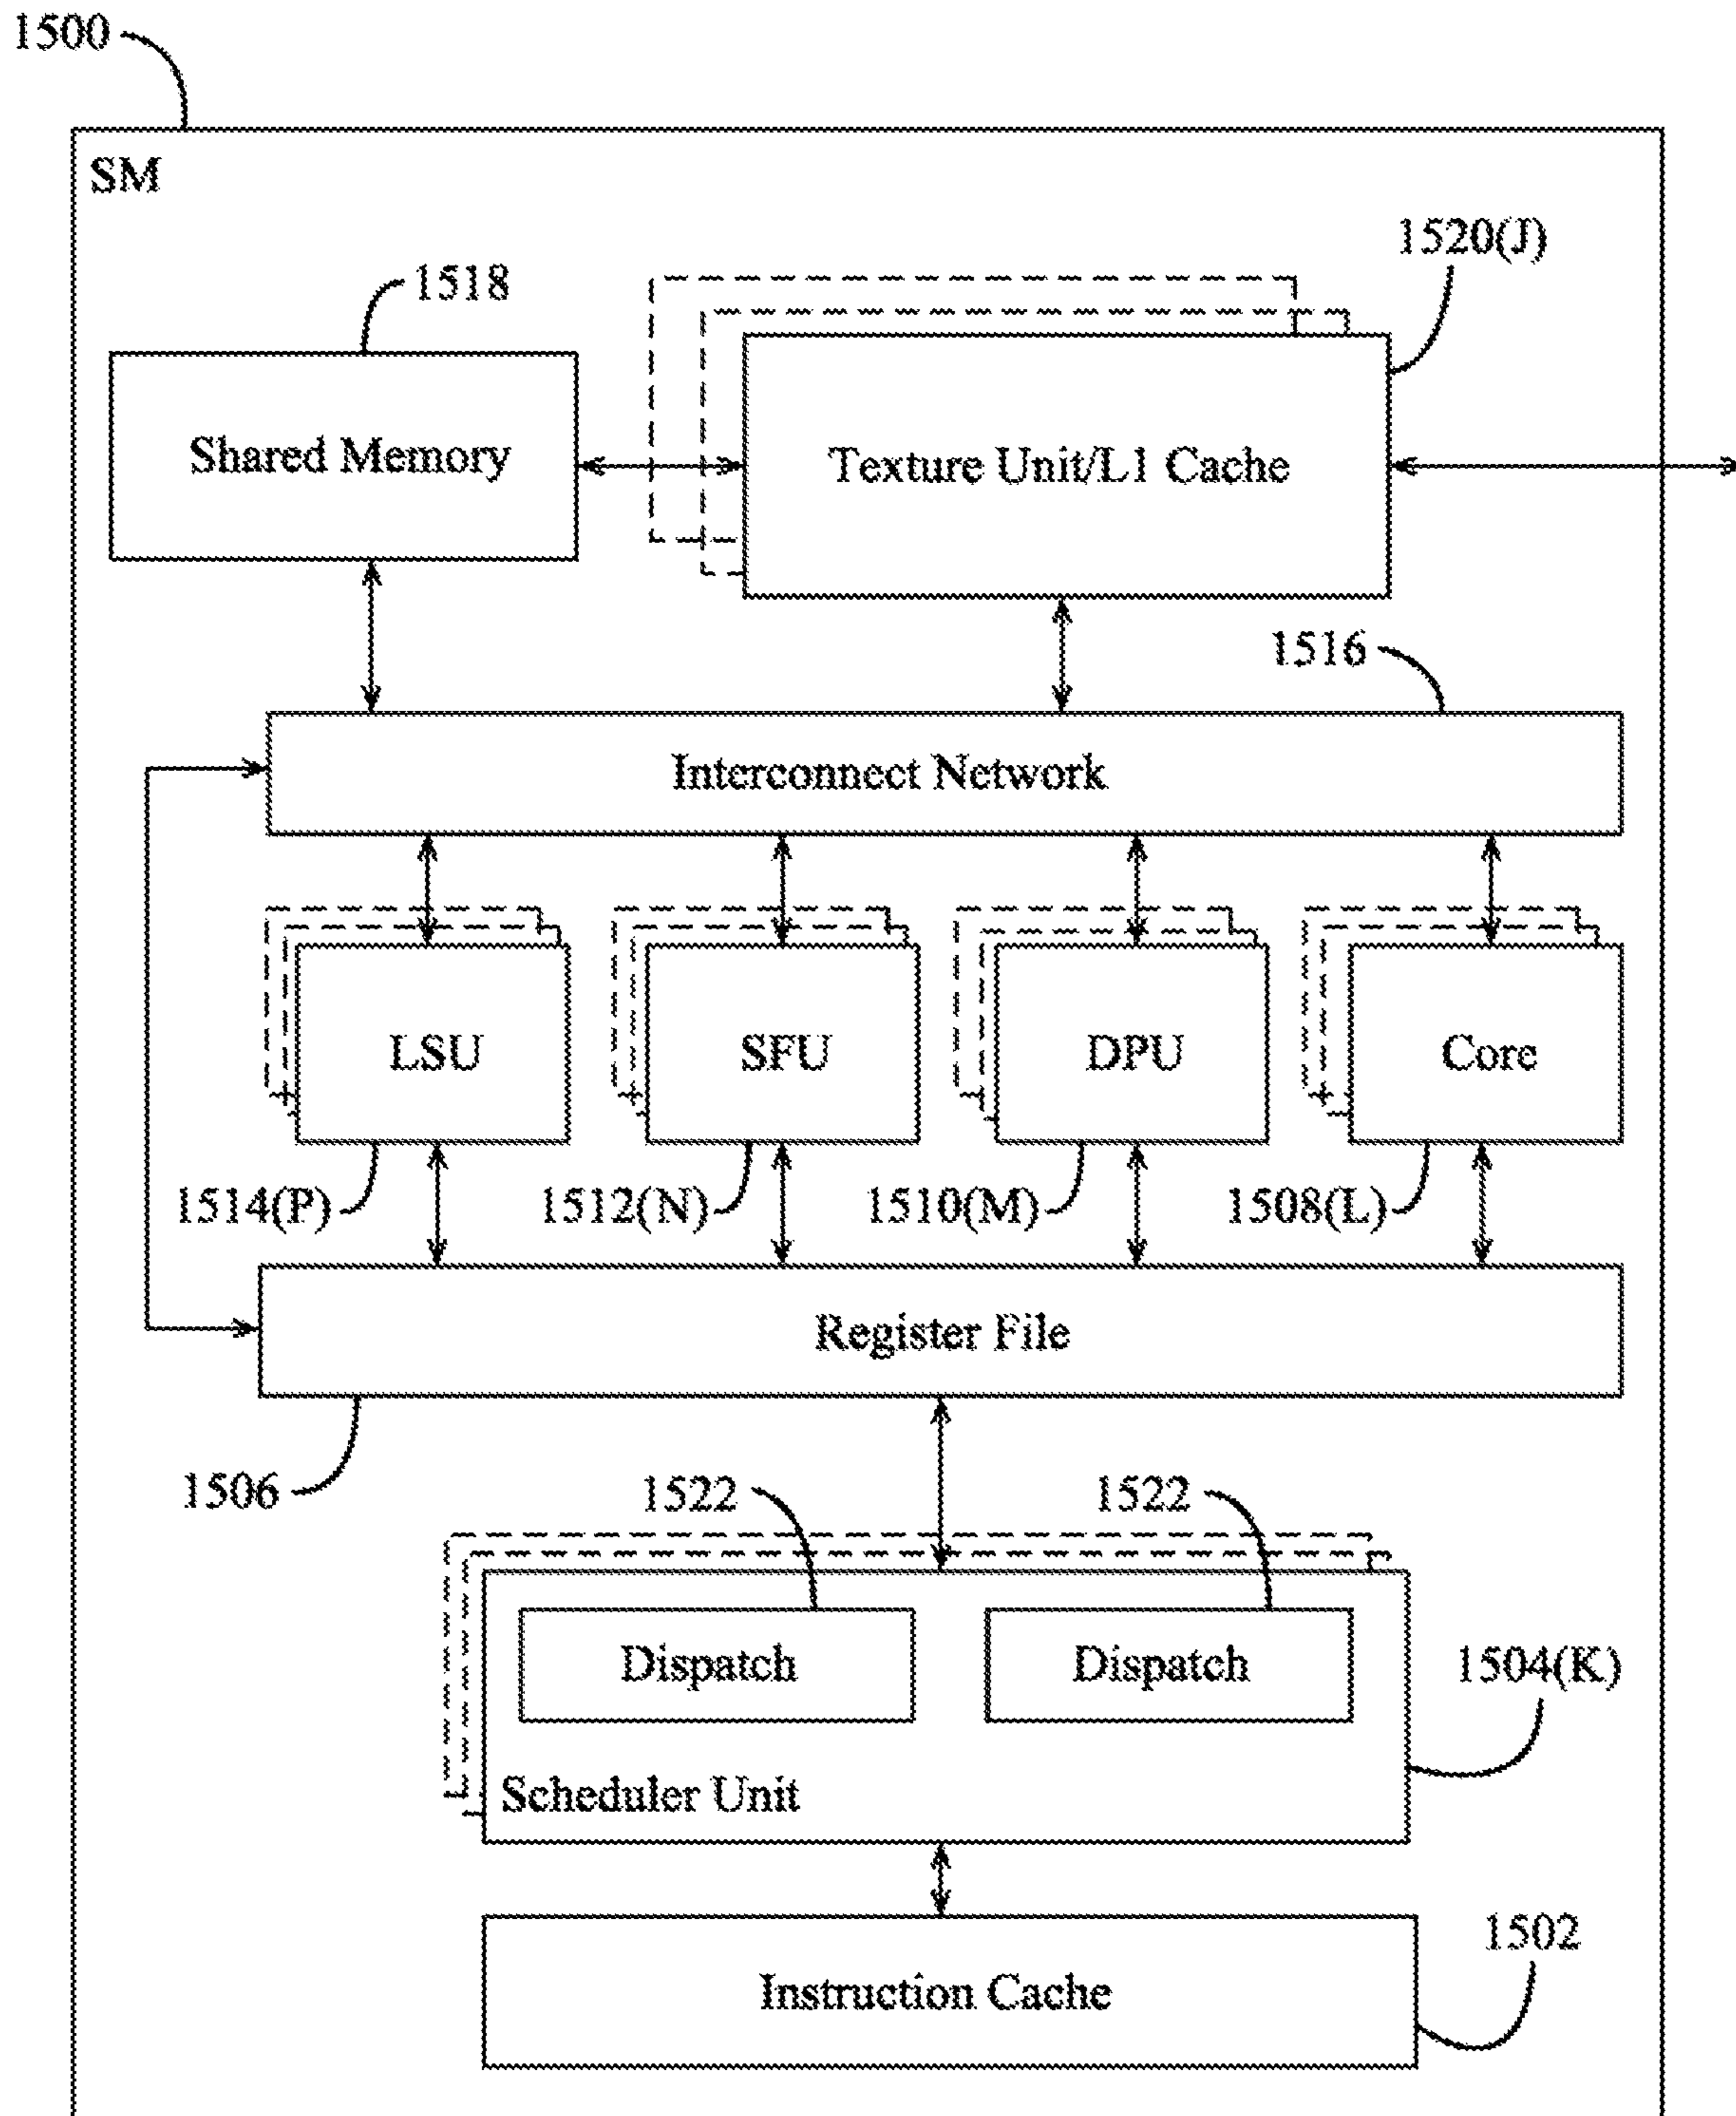 1500
SM
1520(J)
1518
Shared Memory
Texture Unit/L1 Cache
1516
Interconnect Network
LSU
SFU
DPU
Core
1514(P)
1512(N)
1510(M)
1508(L)
Register File
1506
1522
1522
Dispatch
Dispatch
1504(K)
Scheduler Unit
1502
Instruction Cache